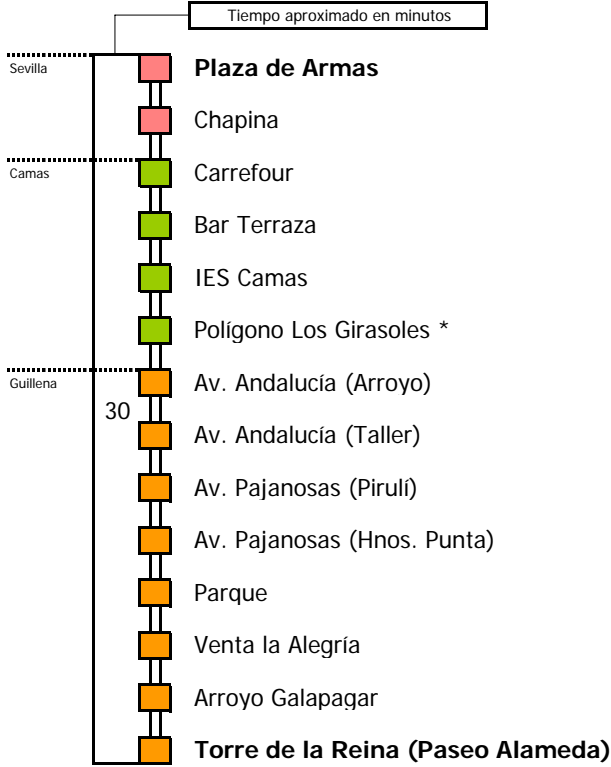 Tiempo aproximado en minutos
Sevilla
Plaza de Armas
Chapina
Camas
Carrefour
Bar Terraza
IES Camas
Polígono Los Girasoles *
Guillena
Av. Andalucía (Arroyo)
30
Av. Andalucía (Taller)
Av. Pajanosas (Pirulí)
Av. Pajanosas (Hnos. Punta)
Parque
Venta la Alegría
Arroyo Galapagar
Torre de la Reina (Paseo Alameda)